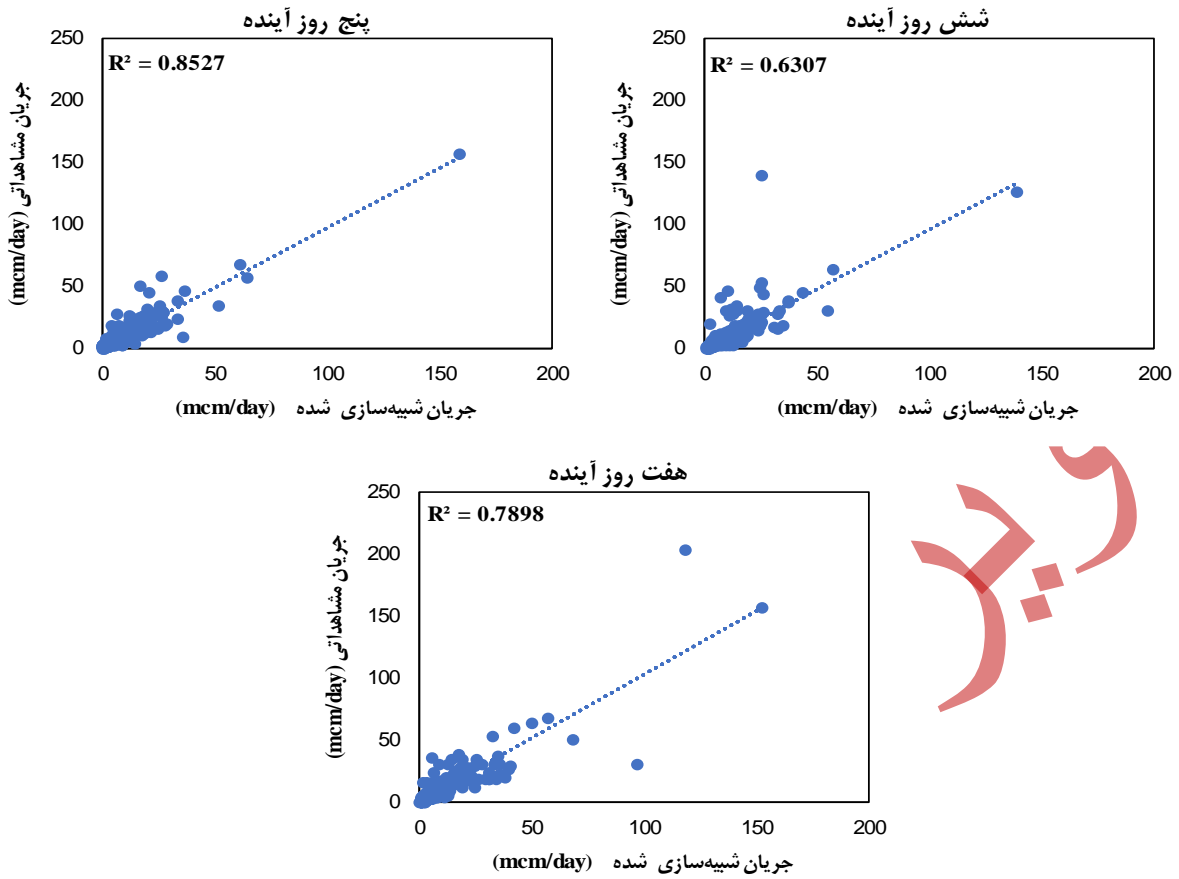 پنج روز آینده
R² = 0.8527
250
200
150
100
50
0
0 50 100 150 200
جریان مشاهداتی (mcm/day)
جریان شبیه‌سازی شده (mcm/day)
شش روز آینده
R² = 0.6307
250
200
150
100
50
0
0 50 100 150 200
جریان مشاهداتی (mcm/day)
جریان شبیه‌سازی شده (mcm/day)
هفت روز آینده
R² = 0.7898
250
200
150
100
50
0
0 50 100 150 200
جریان مشاهداتی (mcm/day)
جریان شبیه‌سازی شده (mcm/day)